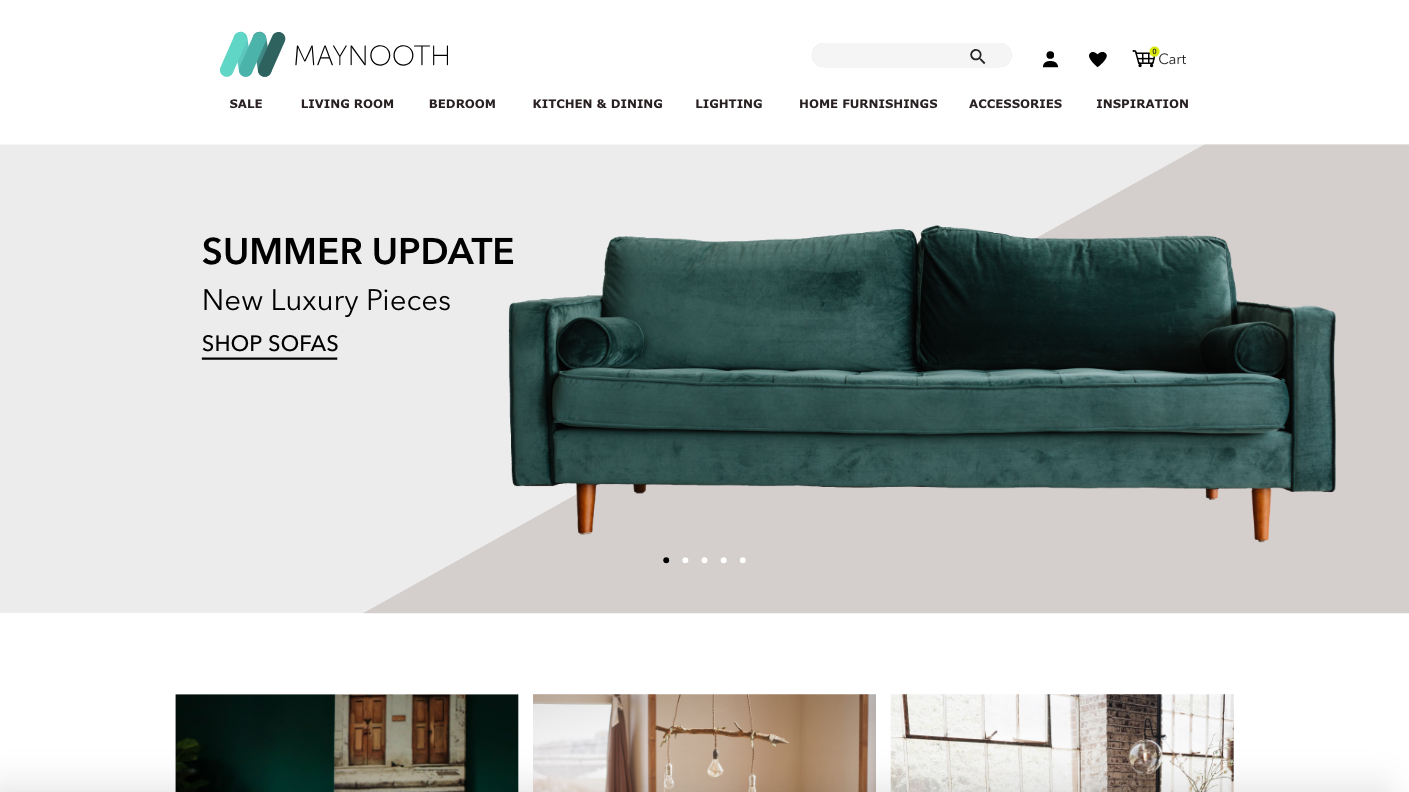 MAYNOOTH
0
Cart
SALE LIVING ROOM BEDROOM KITCHEN & DINING LIGHTING HOME FURNISHINGS ACCESSORIES INSPIRATION
SUMMER UPDATE
New Luxury Pieces
SHOP SOFAS